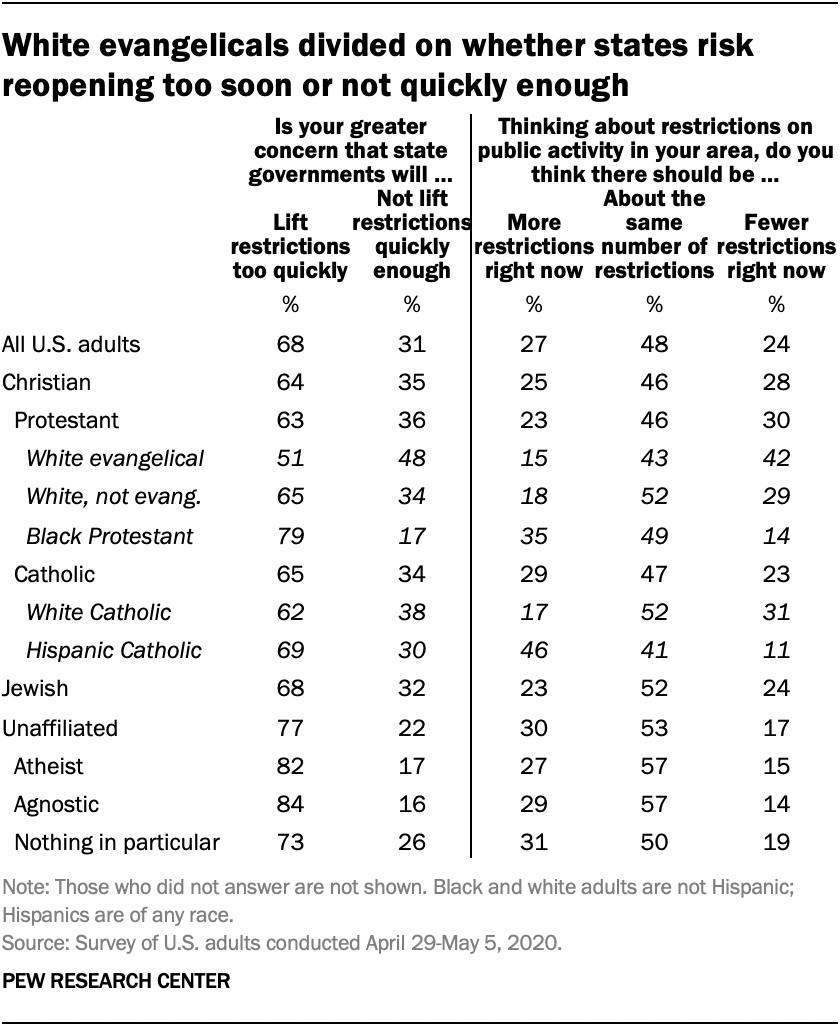 White evangelicals divided on whether states risk
reopening too soon or not quickly enough
Is your greater
concern that state
governments will ...
Lift
restrictions
too quickly
Not lift
restrictions
quickly
enough
Thinking about restrictions on
public activity in your area, do you
think there should be ...
More
restrictions
right now
About the
same
number of
restrictions
Fewer
restrictions
right now
% % % % %
All U.S. adults 68 31 27 48 24
Christian 64 35 25 46 28
Protestant 63 36 23 46 30
White evangelical 51 48 15 43 42
White, not evang. 65 34 18 52 29
Black Protestant 79 17 35 49 14
Catholic 65 34 29 47 23
White Catholic 62 38 17 52 31
Hispanic Catholic 69 30 46 41 11
Jewish 68 32 23 52 24
Unaffiliated 77 22 30 53 17
Atheist 82 17 27 57 15
Agnostic 84 16 29 57 14
Nothing in particular 73 26 31 50 19
Note: Those who did not answer are not shown. Black and white adults are not Hispanic;
Hispanics are of any race.
Source: Survey of U.S. adults conducted April 29-May 5, 2020.
PEW RESEARCH CENTER